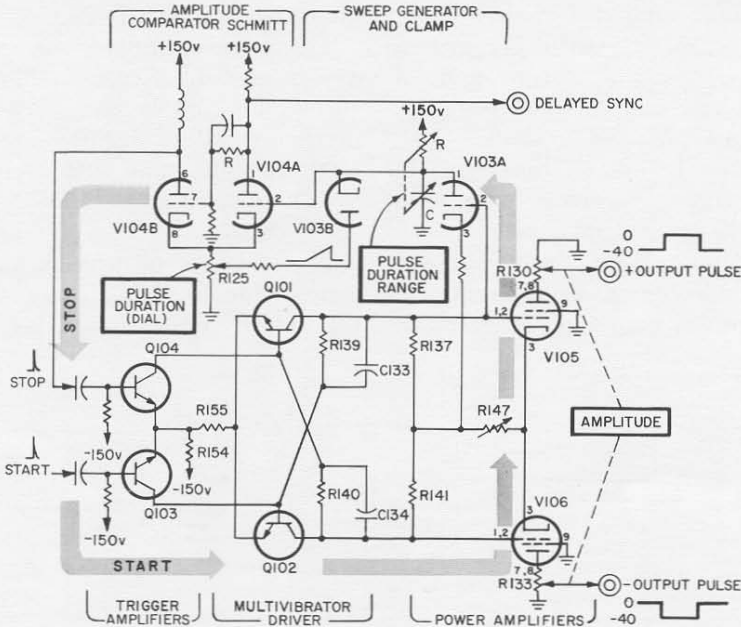 AMPLITUDE
COMPARATOR SCHMITT
SWEEP GENERATOR
AND CLAMP
+150v
+150v
+150v
DELAYED SYNC
R
V104A
R
V103A
6
7
8
1
2
3
1
2
3
V104B
V103B
C
PULSE
DURATION
(DIAL)
R125
PULSE
DURATION
RANGE
0
-40
R130
+OUTPUT PULSE
7,8
9
1,2
3
V105
STOP
Q101
Q104
STOP
R139
C133
R137
R155
R147
AMPLITUDE
-150v
R154
START
-150v
R140
C134
R141
V106
3
9
1,2
-150v
Q103
START
Q102
7,8
R133
-OUTPUT PULSE
0
-40
TRIGGER
AMPLIFIERS
MULTIVIBRATOR
DRIVER
POWER AMPLIFIERS